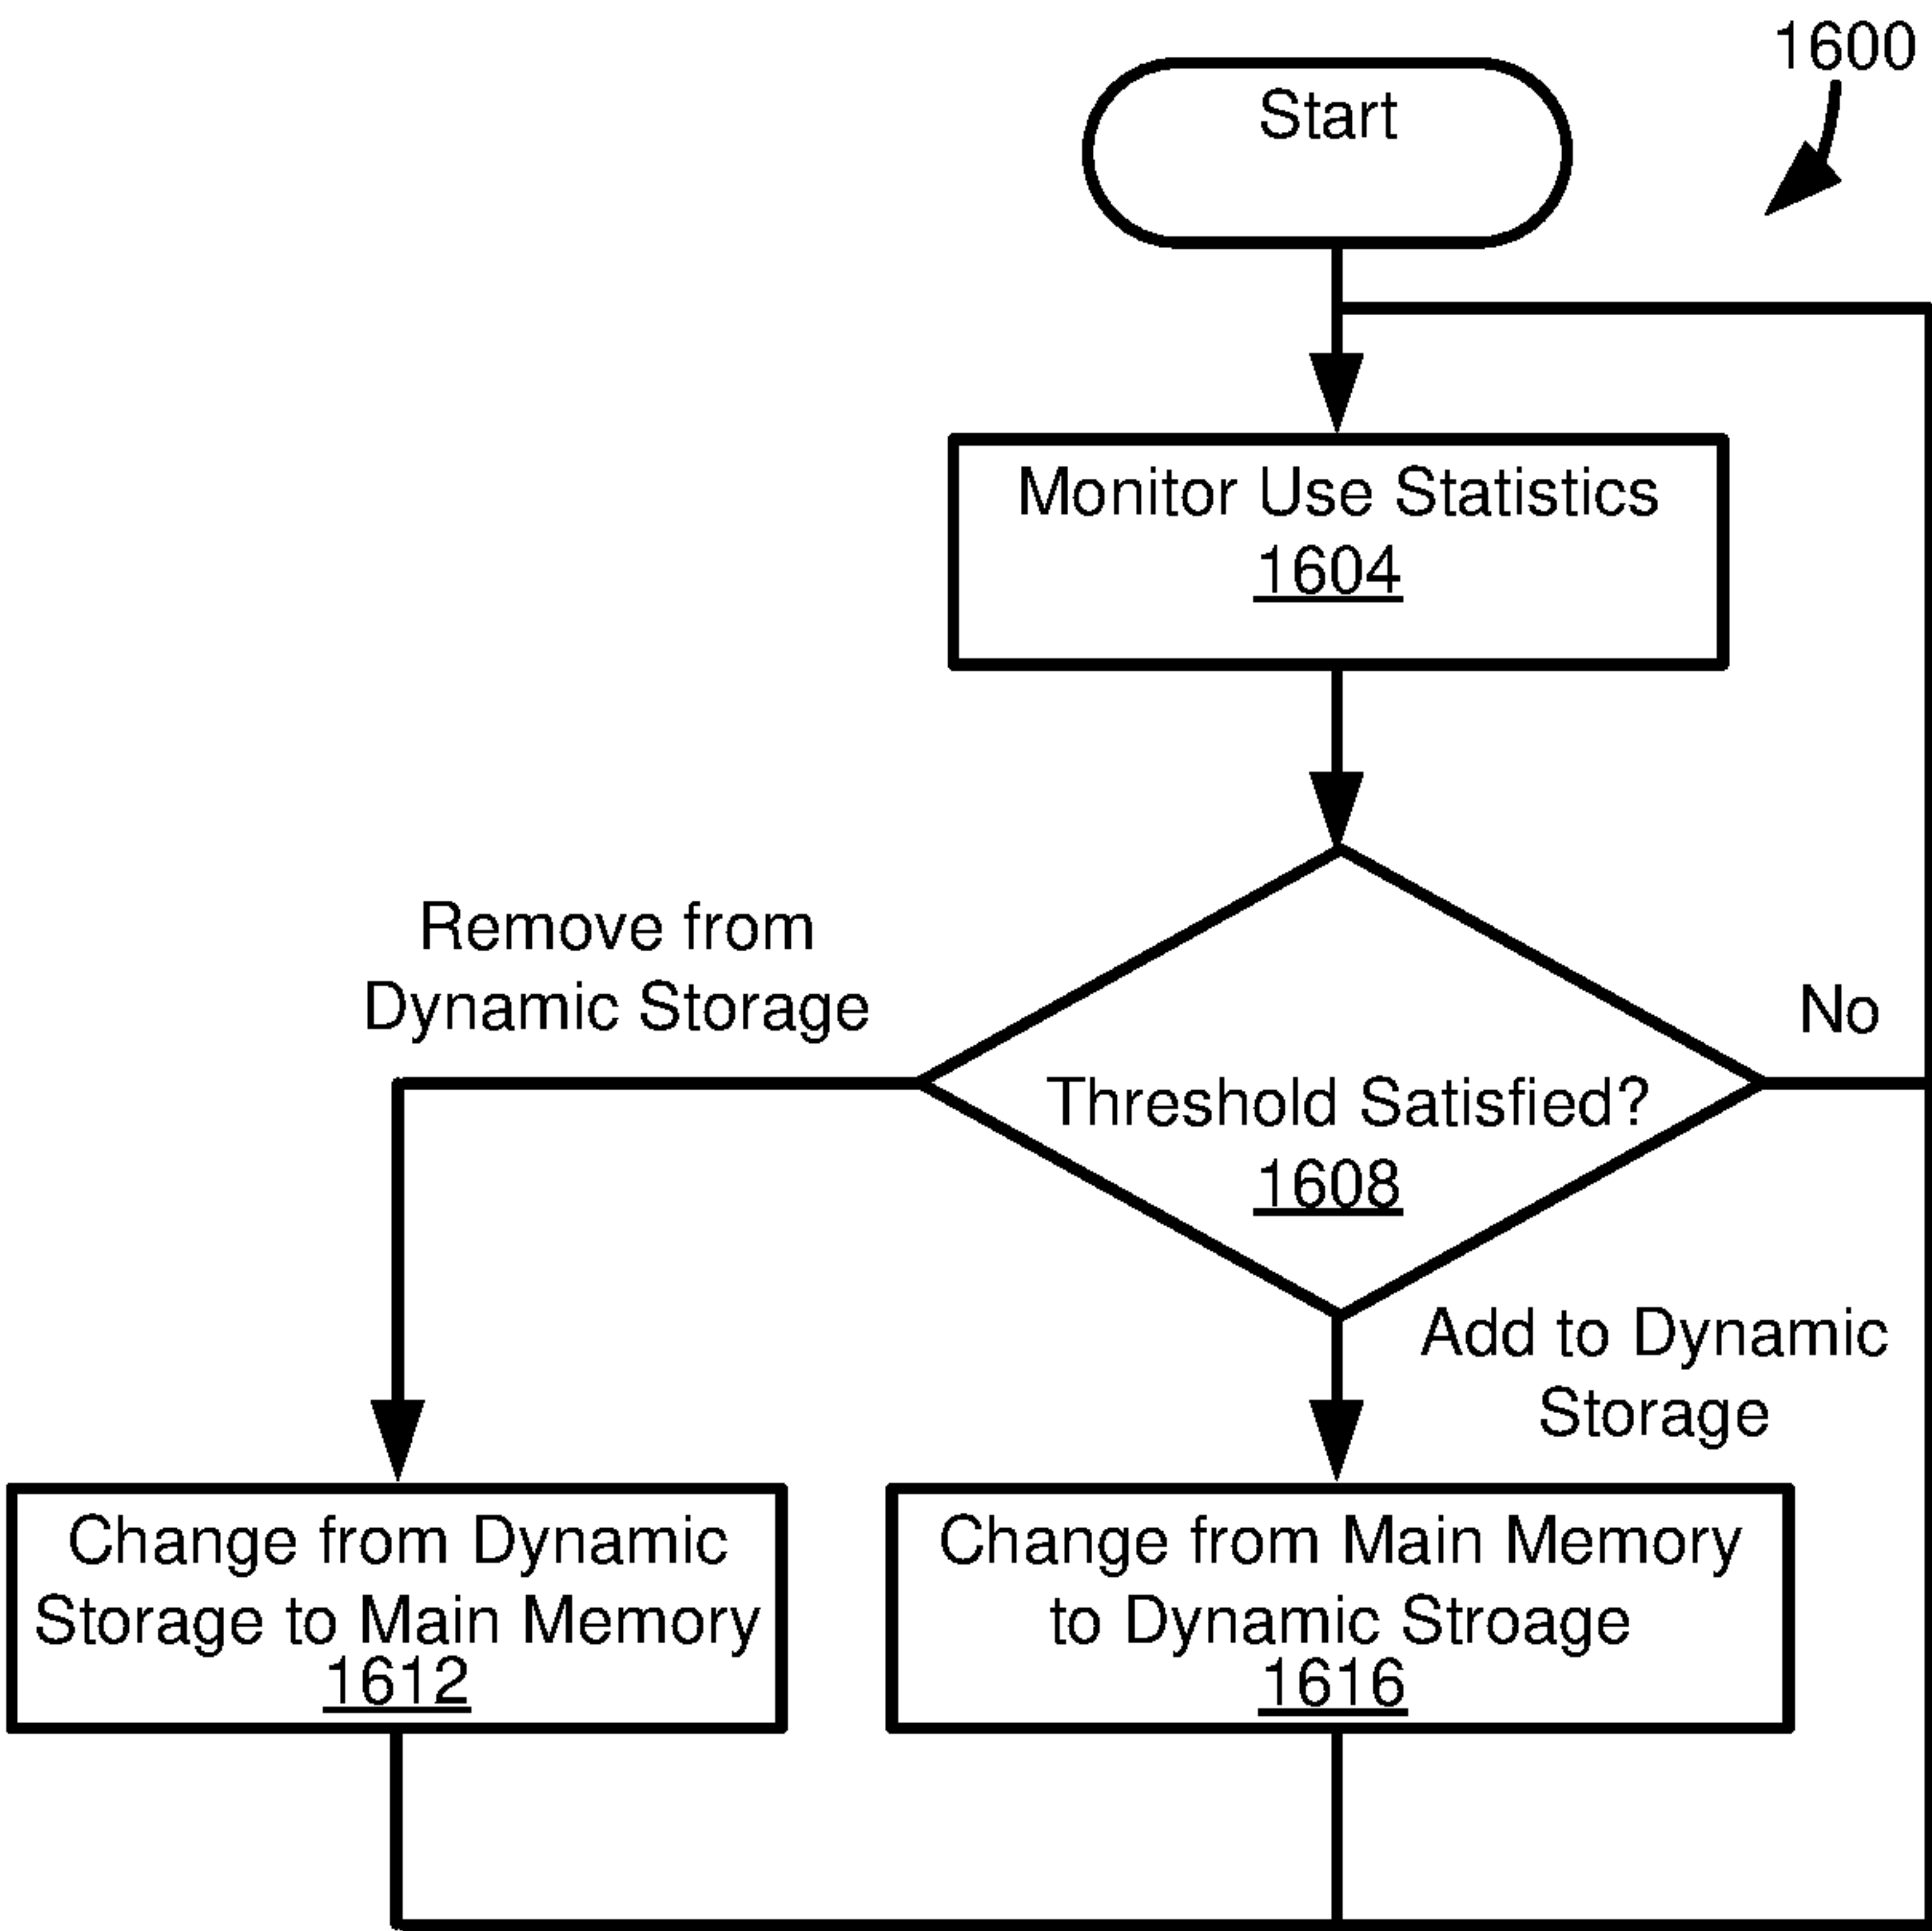 1600
Start
Monitor Use Statistics
1604
Remove from
Dynamic Storage
No
Threshold Satisfied?
1608
Add to Dynamic
Storage
Change from Dynamic
Storage to Main Memory
1612
Change from Main Memory
to Dynamic Stroage
1616